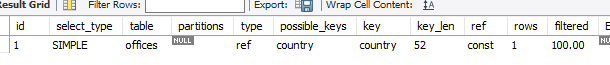 Result Grid Filter Rows: Export: Wrap Cell Content:
id select_type table partitions type possible_keys key key_len ref rows filtered
1 SIMPLE offices NULL ref country country 52 const 1 100.00